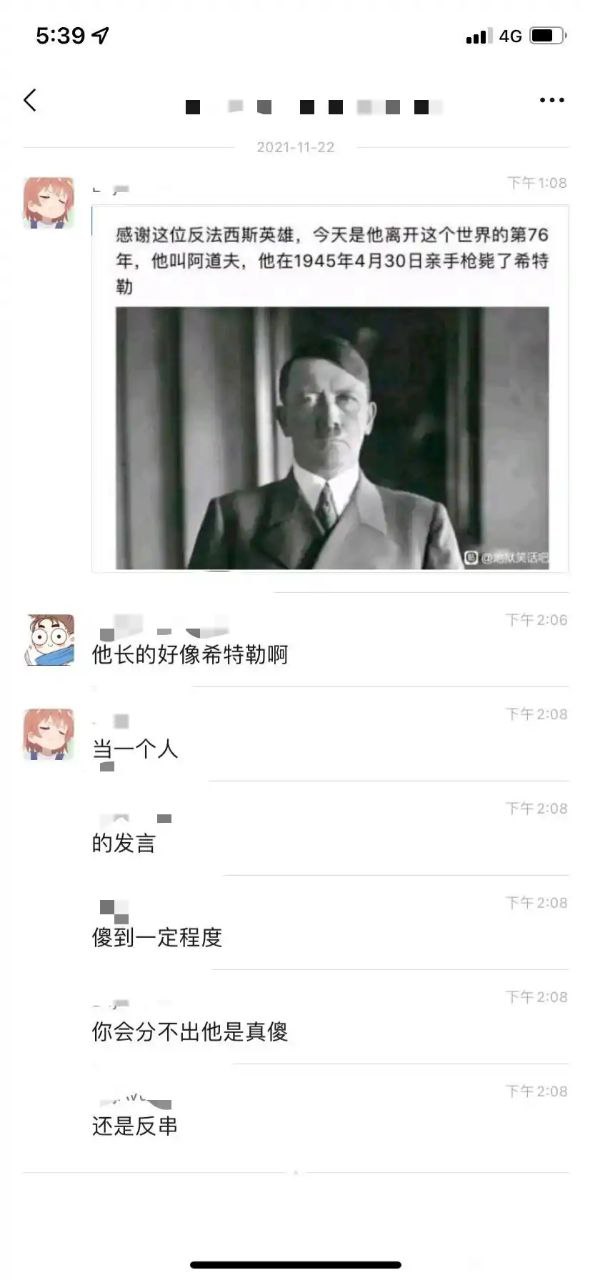 5:39
4G
2021-11-22
下午1:08
感谢这位反法西斯英雄，今天是他离开这个世界的第76
年，他叫阿道夫，他在1945年4月30日亲手枪毙了希特
勒
@地狱笑话吧
下午2:06
他长的好像希特勒啊
下午2:08
当一个人
下午2:08
的发言
下午2:08
傻到一定程度
下午2:08
你会分不出他是真傻
下午2:08
还是反串